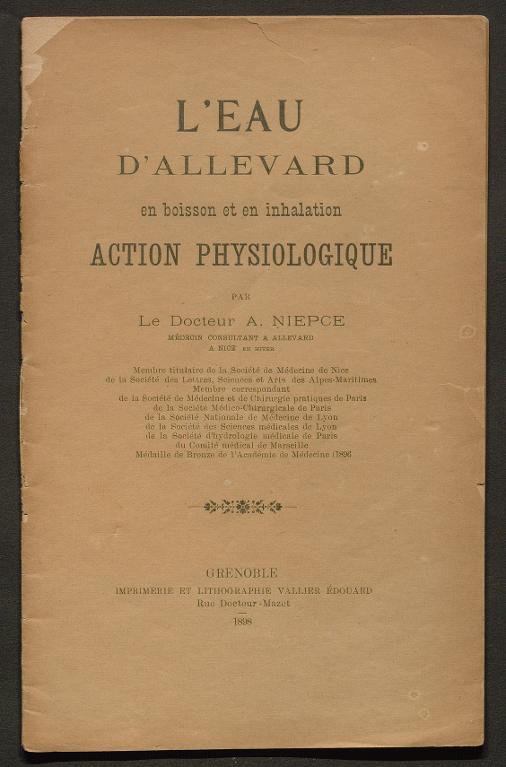 L'EAU
D'ALLEVARD
en boisson et en inhalation
ACTION PHYSIOLOGIQUE
PAR
Le Docteur A. NIEPCE
MÉDECIN CONSULTANT A ALLEVARD
A NICE EN HIVER
Membre titulaire de la Société de Médecine de Nice
de la Société des Lettres, Sciences et Arts des Alpes-Maritimes
Membre correspondant
de la Société de Médecine et de Chirurgie pratiques de Paris
de la Société Médico-Chirurgicale de Paris
de la Société Nationale de Médecine de Lyon
de la Société des Sciences médicales de Lyon
de la Société d'hydrologie médicale de Paris
du Comité médical de Marseille
Médaille de Bronze de l'Académie de Médecine (1896
GRENOBLE
IMPRIMERIE ET LITHOGRAPHIE VALLIER ÉDOUARD
Rue Docteur-Mazet
1898